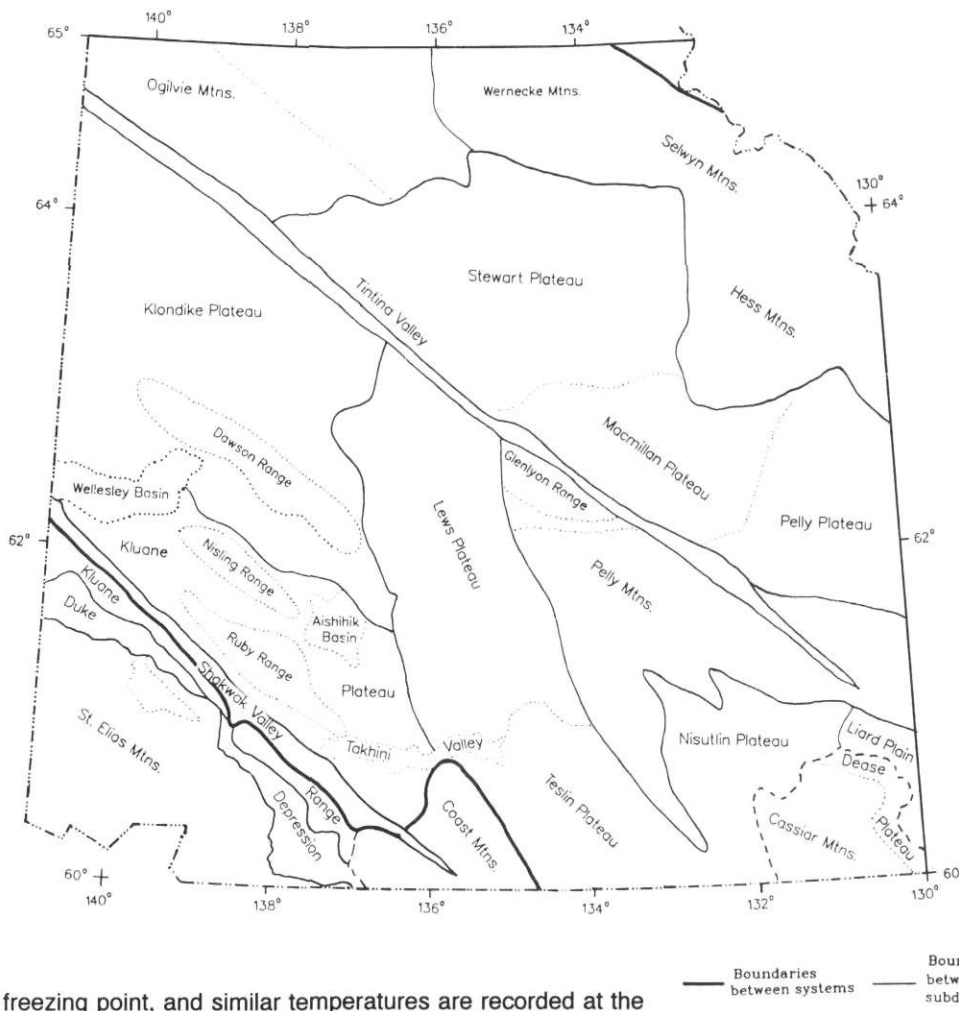 140°
136°
65°
138°
134°
Ogilvie Mtns.
Wernecke Mtns.
Selwyn Mtns.
130°
64°
64°
Stewart Plateau
Hess Mtns.
Tintina Valley
Klondike Plateau
Macmillan Plateau
Dawson Range
Glenlyon Range
Wellesley Basin
Pelly Plateau
Lews Plateau
62°
62°
Kluane
Nisling Range
Pelly Mtns.
Kluane
Duke
Aishihik
Basin
Ruby Range
Shakwak Valley
Plateau
St. Elias Mtns.
Takhini
Valley
Nisutlin Plateau
Liard Plain
Dease
Range
Teslin Plateau
Depression
Coast Mtns.
Cassiar Mtns.
Plateau
60°
60
140°
138°
136°
134°
132°
130°
Boundaries
between systems
Boun
betw
subd
freezing point, and similar temperatures are recorded at the